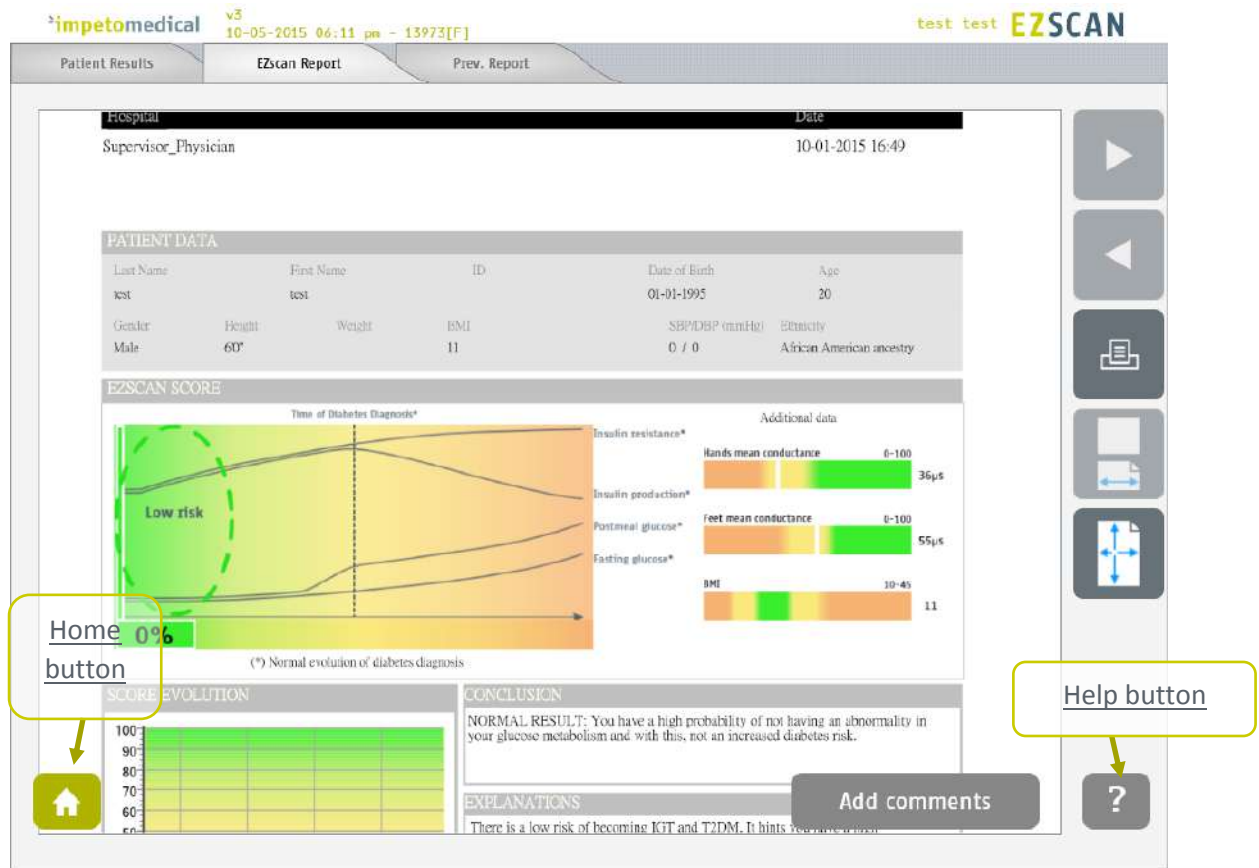 impetomedical
v3
10-05-2015 06:11 pm - 13973[F]
test test EZSCAN
Patient Results
EZscan Report
Prev. Report
Hospital Date
Supervisor_Physician 10-01-2015 16:49
PATIENT DATA
Last Name First Name ID Date of Birth Age
test test 01-01-1995 20
Gender Height Weight BMI SBP/DBP (mmHg) Ethnicity
Male 6'0" 11 0 / 0 African American ancestry
EZSCAN SCORE
Time of Diabetes Diagnosis*
Additional data
Insulin resistance*
Hands mean conductance 0-100
36µs
Insulin production*
Low risk
Feet mean conductance 0-100
Postmeal glucose*
55µs
Fasting glucose*
BMI 10-45
11
0%
(*) Normal evolution of diabetes diagnosis
Home
button
Help button
SCORE EVOLUTION
CONCLUSION
NORMAL RESULT: You have a high probability of not having an abnormality in
your glucose metabolism and with this, not an increased diabetes risk.
100
90
80
70
60
50
EXPLANATIONS
Add comments
?
There is a low risk of becoming IGT and T2DM. It hints you have a high